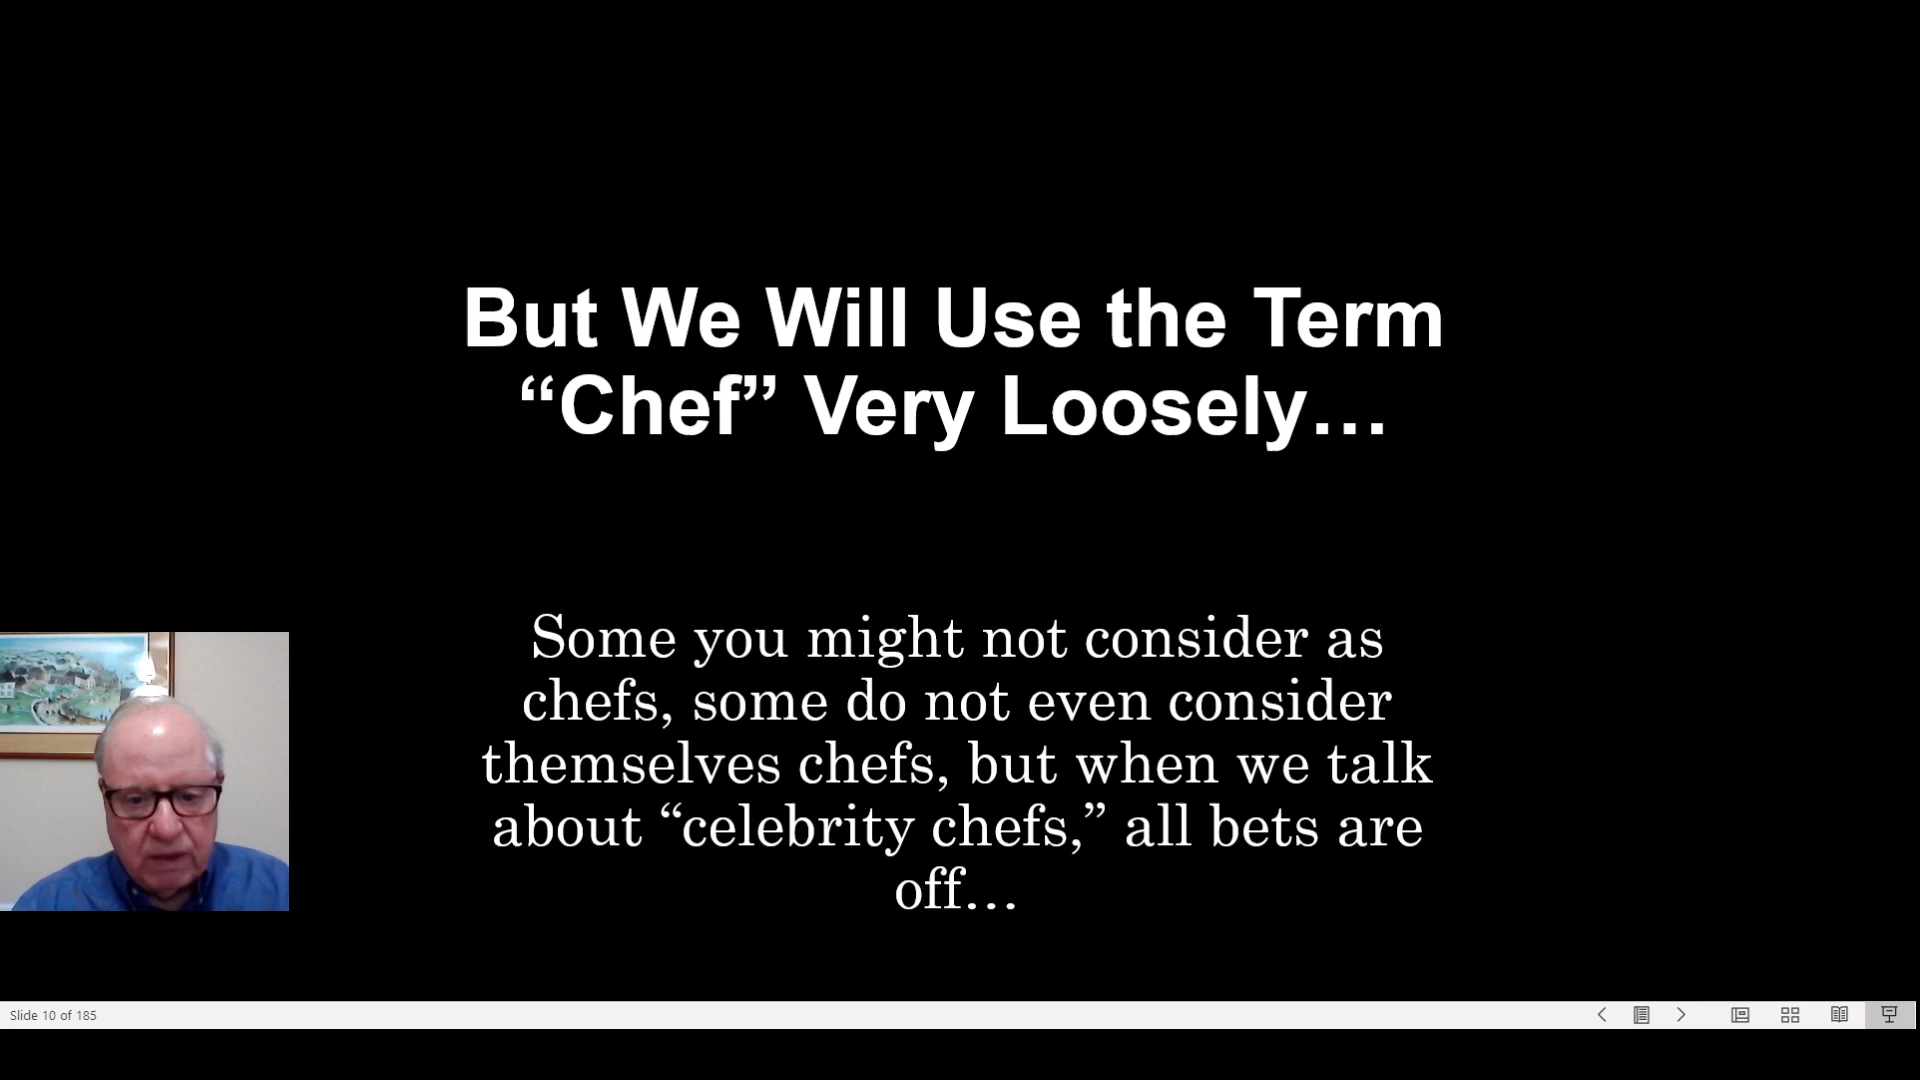 But We Will Use the Term
“Chef” Very Loosely…
Some you might not consider as
chefs, some do not even consider
themselves chefs, but when we talk
about “celebrity chefs,” all bets are
off…
Slide 10 of 185